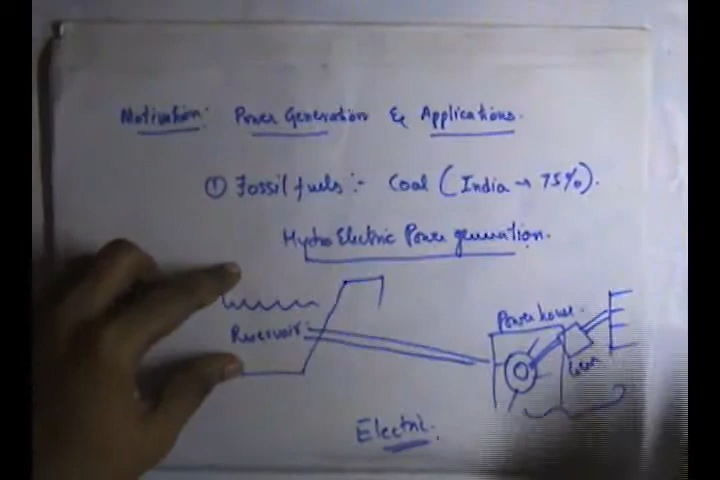 Motivation: Power Generation & Applications.
① Fossil fuels:- Coal (India → 75%).
Hydro Electric Power generation.
Reservoir.
Power house.
Gen
Electric.